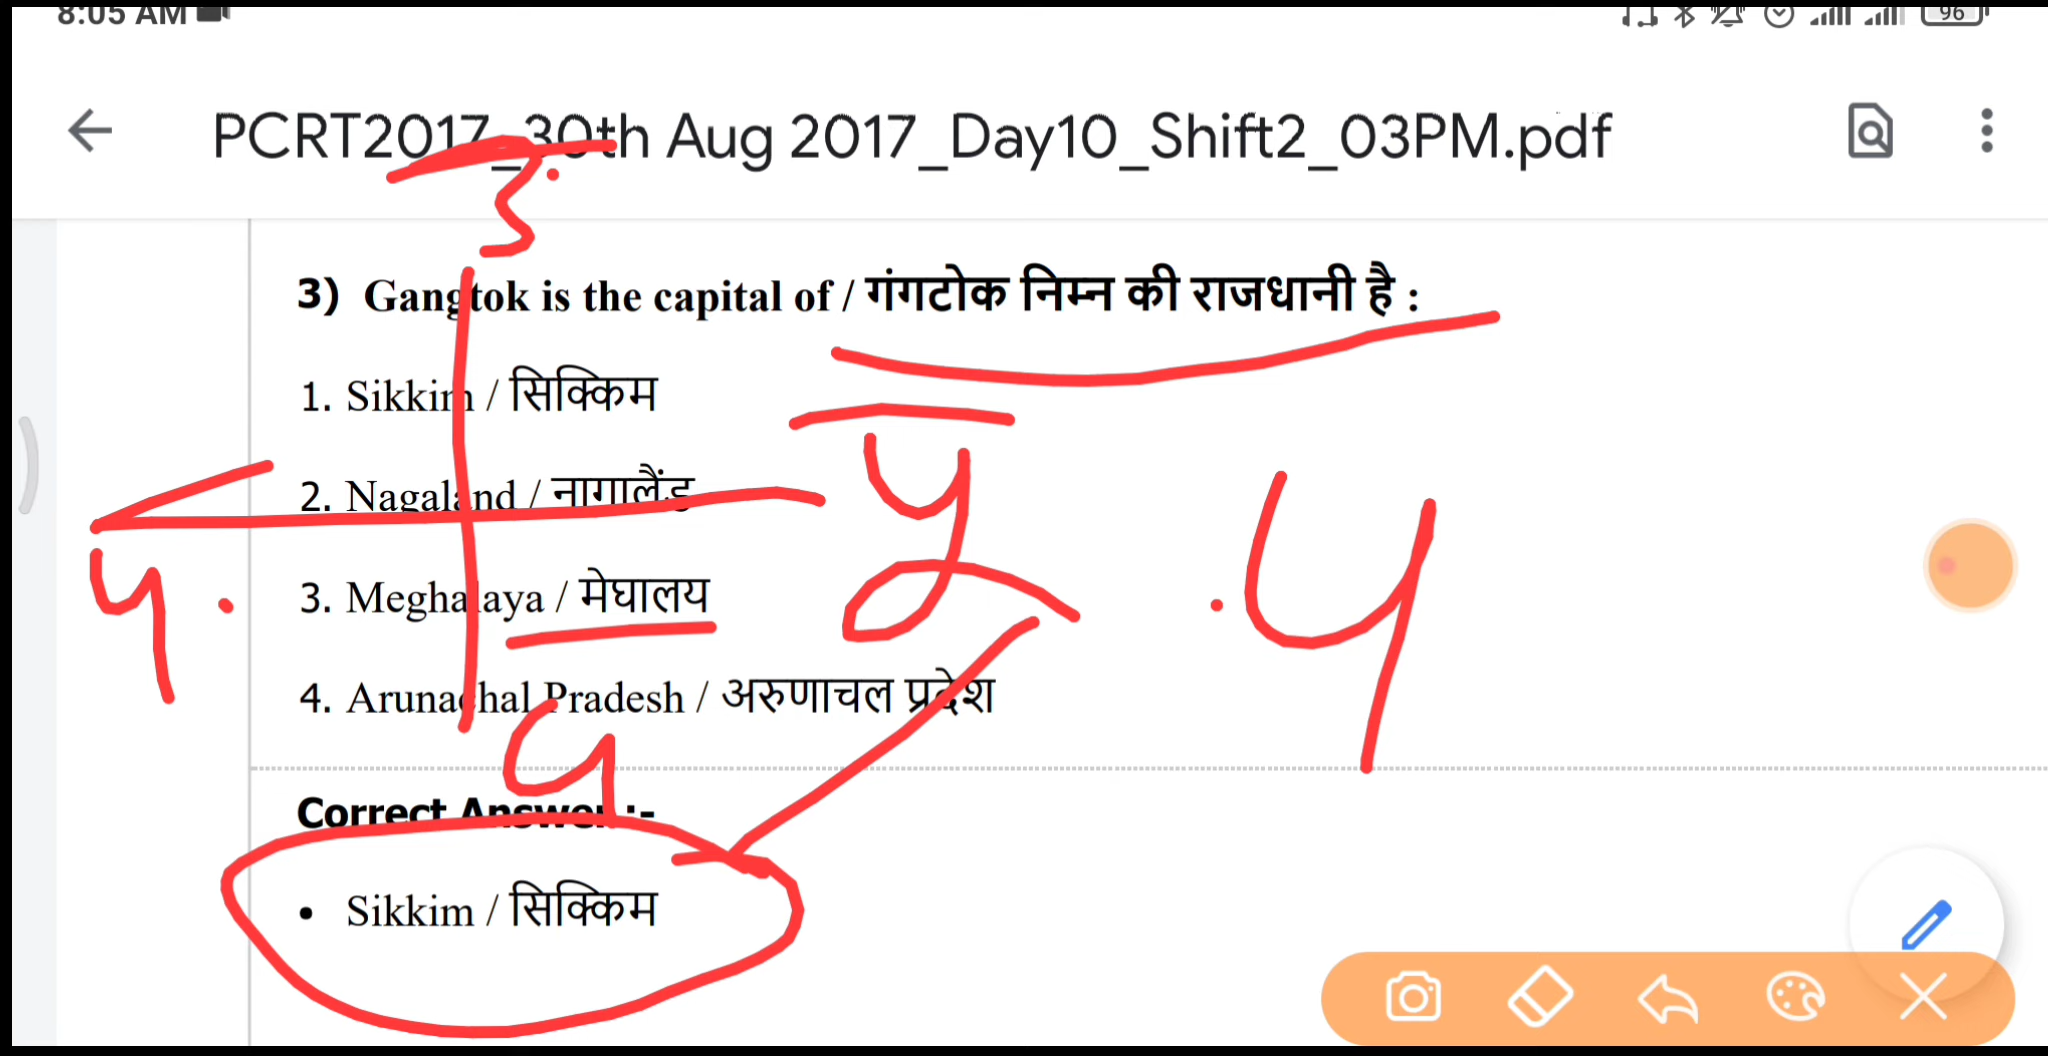 8:05 AM 96
PCRT2017_30th Aug 2017_Day10_Shift2_03PM.pdf
उ.
3) Gangtok is the capital of / गंगटोक निम्न की राजधानी है :
1. Sikkim / सिक्किम
2. Nagaland / नागालैंड
प.
3. Meghalaya / मेघालय
4. Arunachal Pradesh / अरुणाचल प्रदेश
Correct Answer :-
• Sikkim / सिक्किम